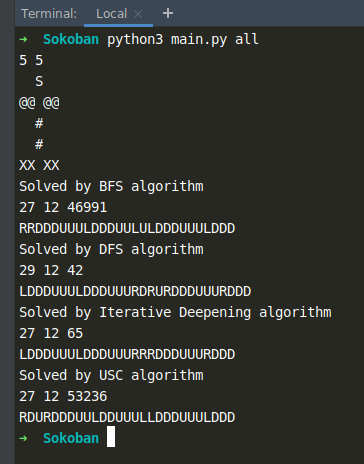 Terminal: Local × +
➜ Sokoban python3 main.py all
5 5
  S
@@ @@
  #
  #
XX XX
Solved by BFS algorithm
27 12 46991
RRDDDUUULDDDUULULDDDUUULDDD
Solved by DFS algorithm
29 12 42
LDDDUUULDDDUUURDRURDDDUUURDDD
Solved by Iterative Deepening algorithm
27 12 65
LDDDUUULDDDUUURRRDDDUUURDDD
Solved by USC algorithm
27 12 53236
RDURDDDUULDDUUULLDDDUUULDDD
➜ Sokoban